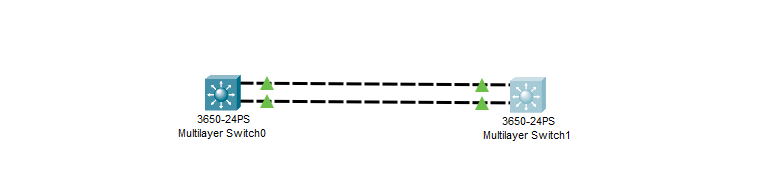 3650-24PS
Multilayer Switch0
3650-24PS
Multilayer Switch1